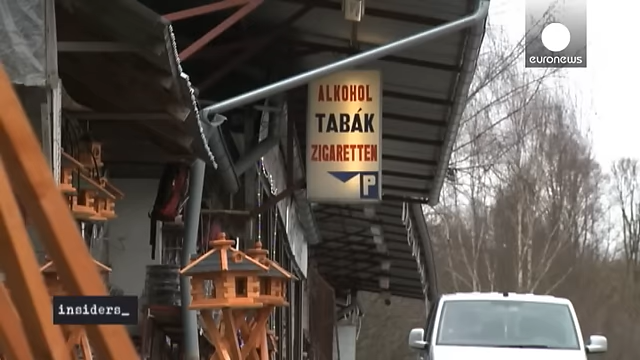 euronews
ALKOHOL
TABÁK
ZIGARETTEN
P
insiders_